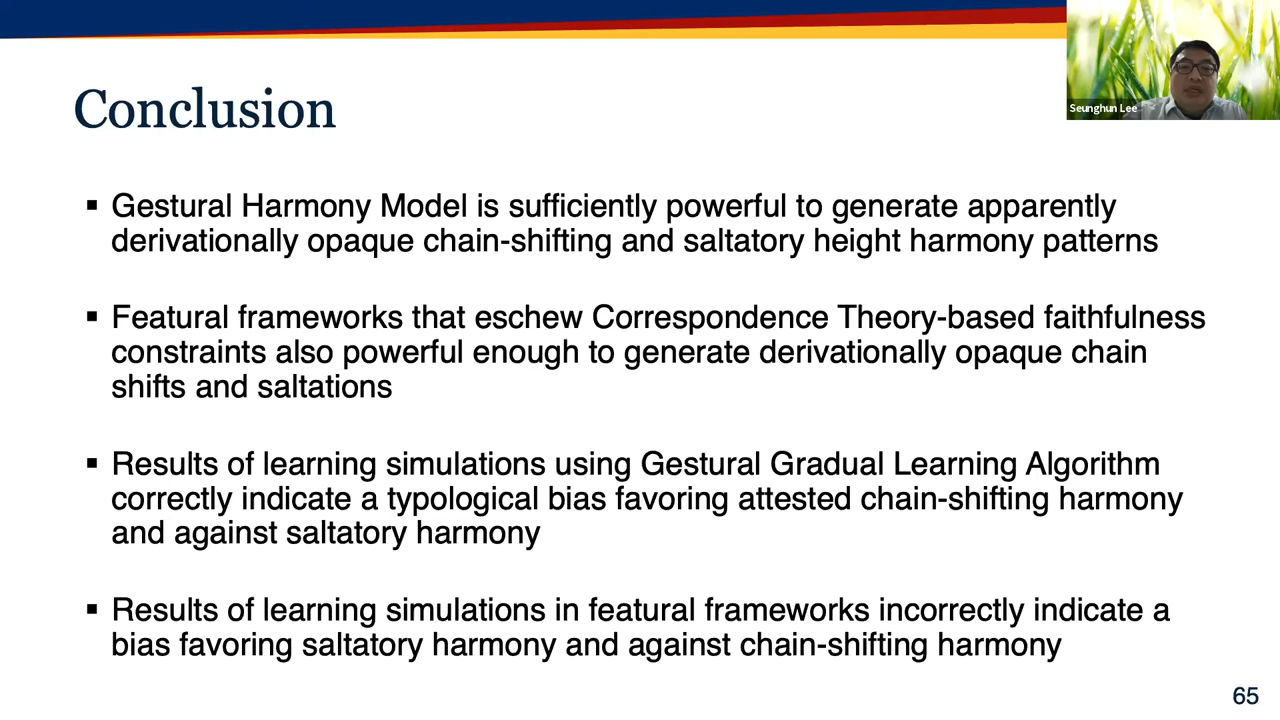 Seunghun Lee
Conclusion
▪ Gestural Harmony Model is sufficiently powerful to generate apparently
derivationally opaque chain-shifting and saltatory height harmony patterns
▪ Featural frameworks that eschew Correspondence Theory-based faithfulness
constraints also powerful enough to generate derivationally opaque chain
shifts and saltations
▪ Results of learning simulations using Gestural Gradual Learning Algorithm
correctly indicate a typological bias favoring attested chain-shifting harmony
and against saltatory harmony
▪ Results of learning simulations in featural frameworks incorrectly indicate a
bias favoring saltatory harmony and against chain-shifting harmony
65